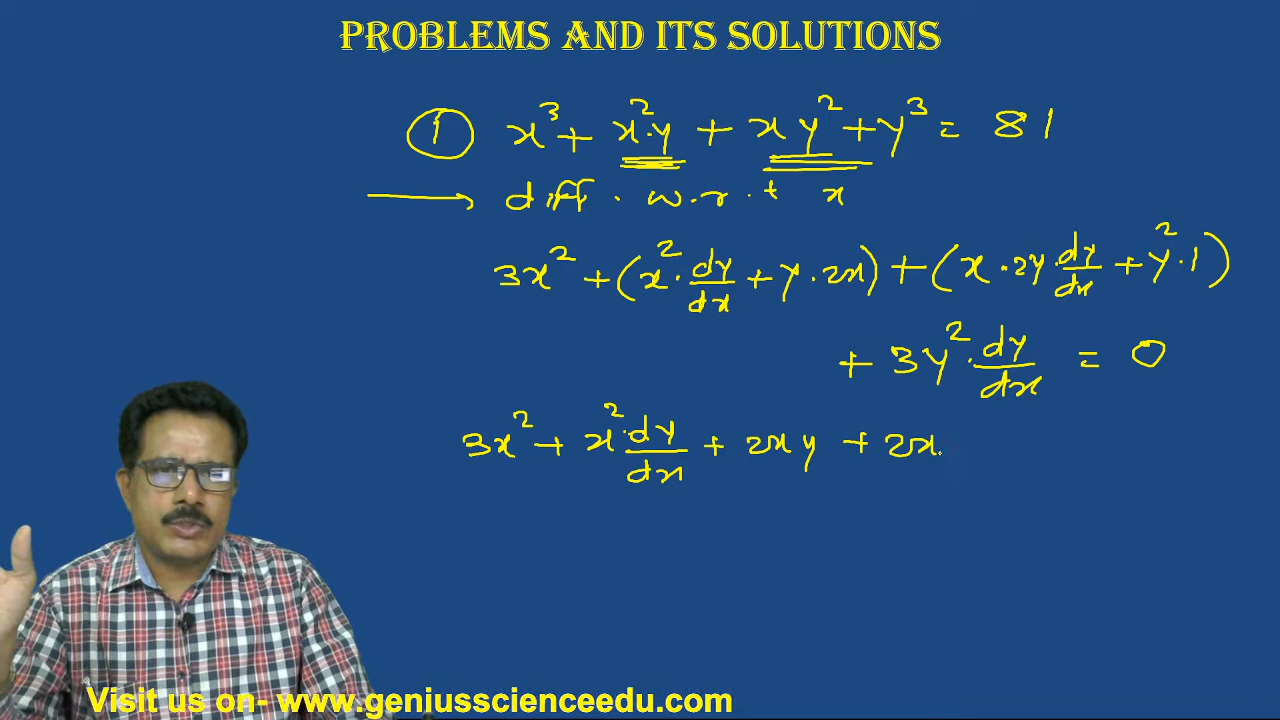 PROBLEMS AND ITS SOLUTIONS
① x³ + x²·y + xy² + y³ = 81
→ diff. w.r.t x
3x² + (x²·dy/dx + y·2x) + (x·2y·dy/dx + y²·1)
+ 3y²·dy/dx = 0
3x² + x²·dy/dx + 2xy + 2x
Visit us on- www.geniusscienceedu.com